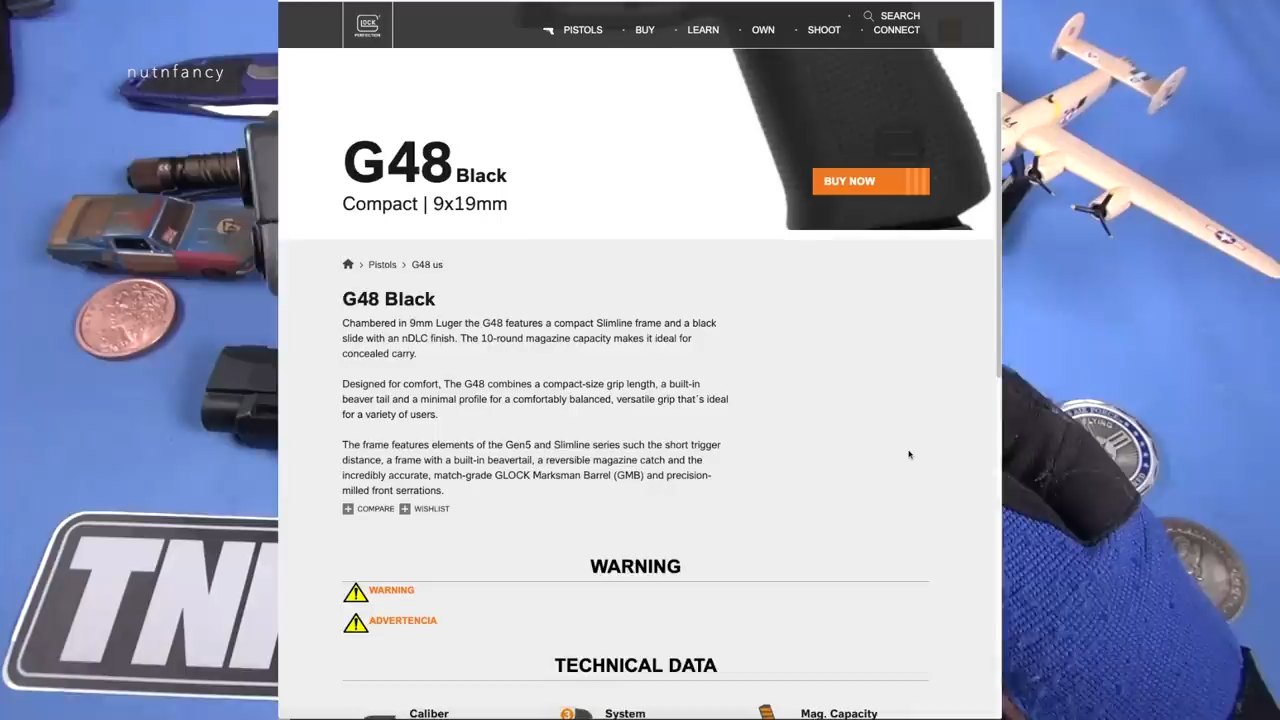 GLOCK
PERFECTION
SEARCH
PISTOLS · BUY · LEARN · OWN · SHOOT · CONNECT
nutnfancy
G48 Black
Compact | 9x19mm
BUY NOW
Pistols > G48 us
G48 Black
Chambered in 9mm Luger the G48 features a compact Slimline frame and a black
slide with an nDLC finish. The 10-round magazine capacity makes it ideal for
concealed carry.
Designed for comfort, The G48 combines a compact-size grip length, a built-in
beaver tail and a minimal profile for a comfortably balanced, versatile grip that´s ideal
for a variety of users.
The frame features elements of the Gen5 and Slimline series such the short trigger
distance, a frame with a built-in beavertail, a reversible magazine catch and the
incredibly accurate, match-grade GLOCK Marksman Barrel (GMB) and precision-
milled front serrations.
COMPARE WISHLIST
WARNING
WARNING
ADVERTENCIA
TECHNICAL DATA
Caliber
3 System
Mag. Capacity